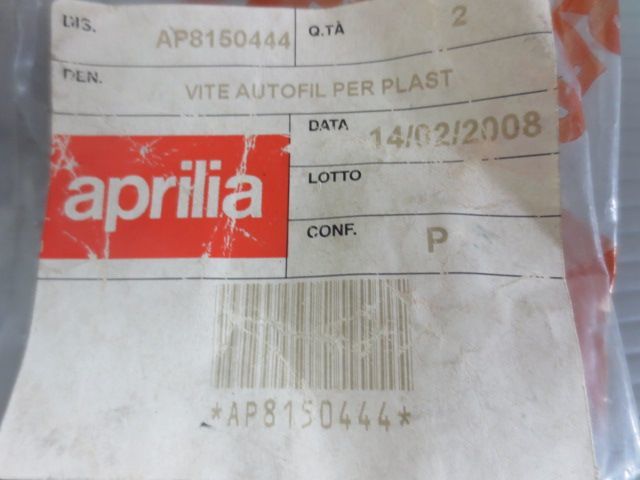 DIS. AP8150444 Q.TÀ 2
DEN. VITE AUTOFIL PER PLAST
DATA 14/02/2008
aprilia
LOTTO
CONF. P
*AP8150444*